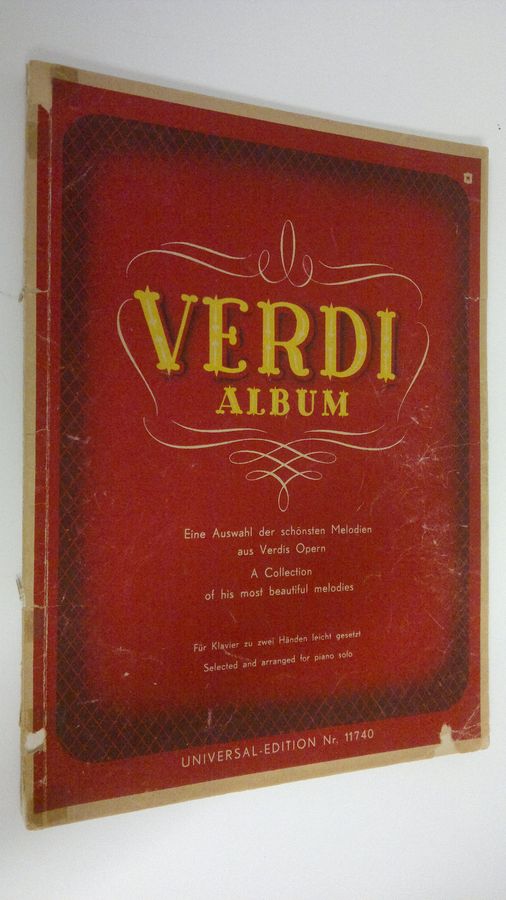 VERDI
ALBUM
Eine Auswahl der schönsten Melodien
aus Verdis Opern
A Collection
of his most beautiful melodies
Für Klavier zu zwei Händen leicht gesetzt
Selected and arranged for piano solo
UNIVERSAL-EDITION Nr. 11740